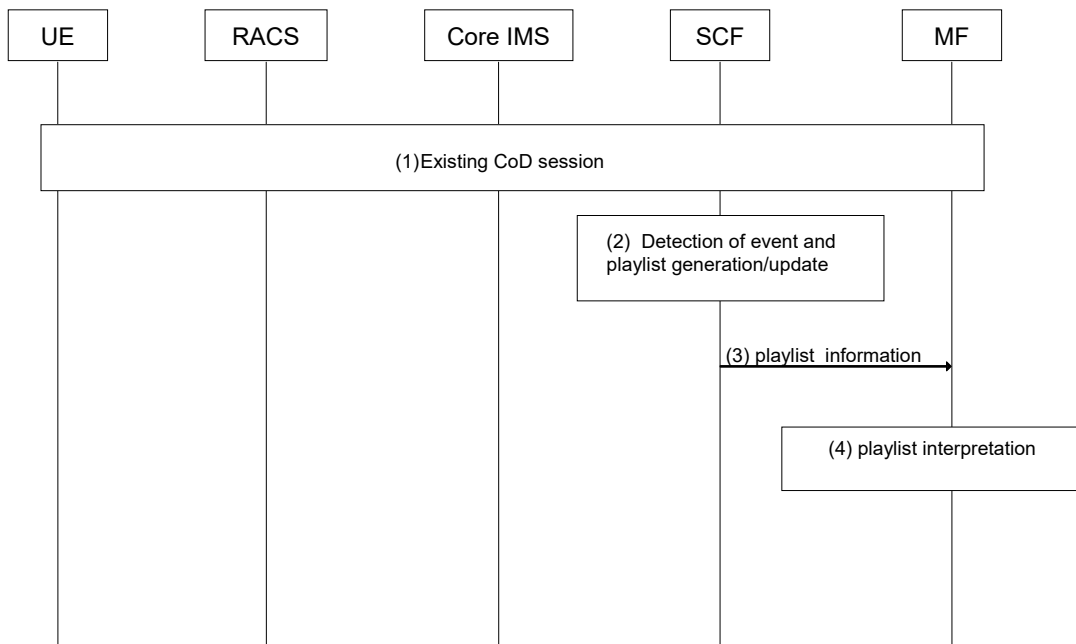 UE
RACS
Core IMS
SCF
MF
(1)Existing CoD session
(2)  Detection of event and
playlist generation/update
(3) playlist  information
(4) playlist interpretation